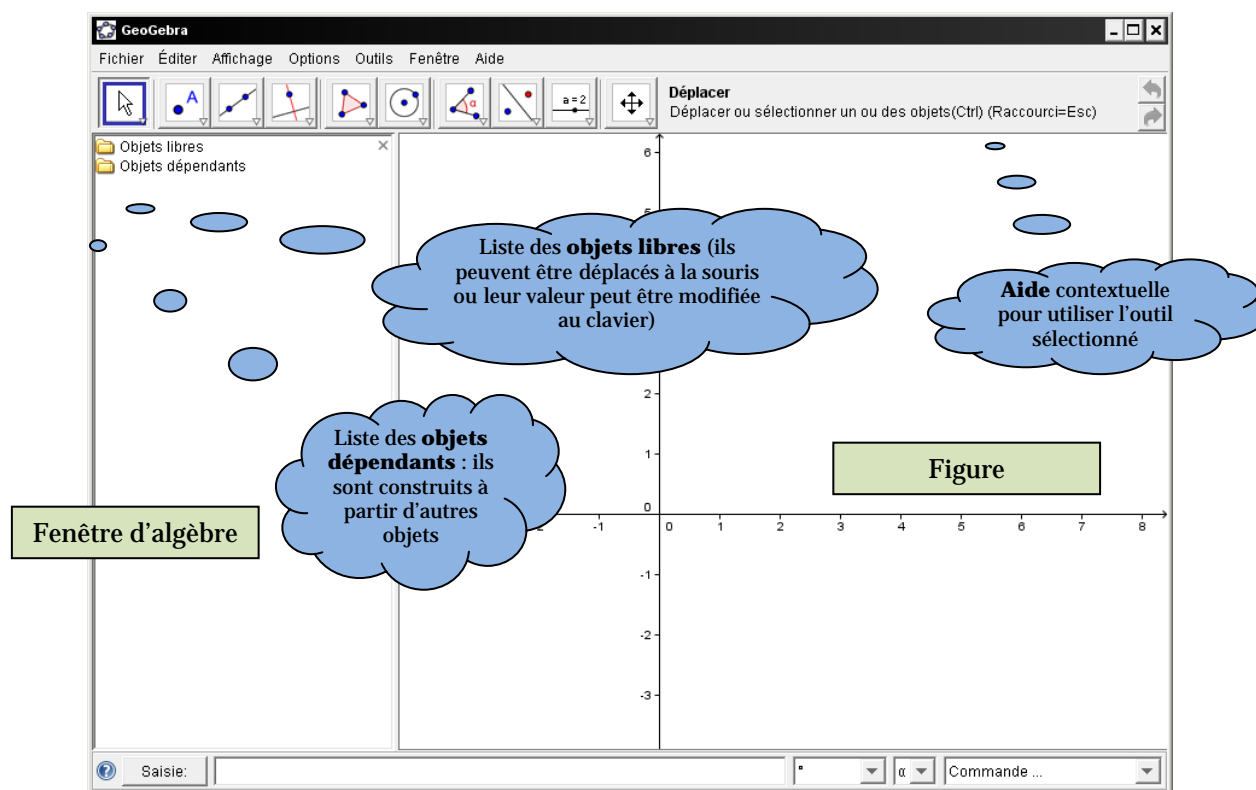 GeoGebra
Fichier Éditer Affichage Options Outils Fenêtre Aide
A
α
a = 2
Déplacer
Déplacer ou sélectionner un ou des objets(Ctrl) (Raccourci=Esc)
Objets libres
Objets dépendants
Liste des objets libres (ils
peuvent être déplacés à la souris
ou leur valeur peut être modifiée
au clavier)
Aide contextuelle
pour utiliser l'outil
sélectionné
Liste des objets
dépendants : ils
sont construits à
partir d'autres
objets
Figure
Fenêtre d'algèbre
6
5
2
1
0
-1
-2
-3
-1 0 1 2 3 4 5 6 7 8
Saisie:
α
Commande ...